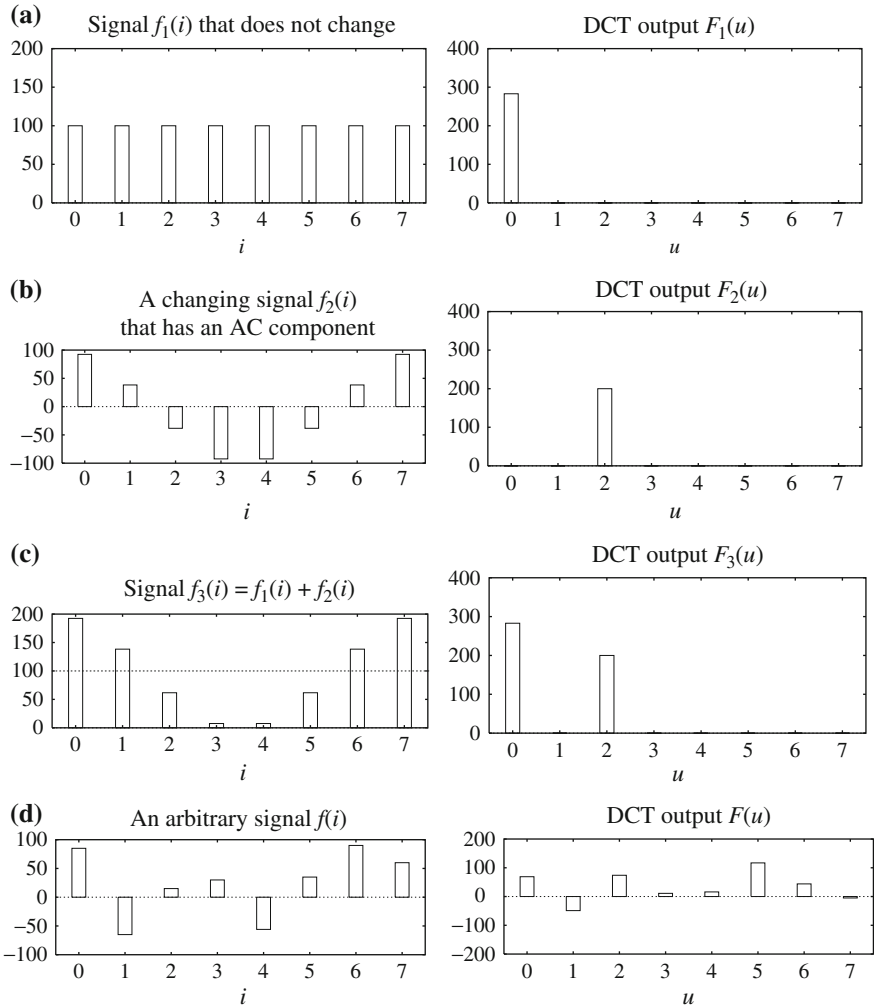 (a)
Signal f₁(i) that does not change
200
150
100
50
0
0 1 2 3 4 5 6 7
i
DCT output F₁(u)
400
300
200
100
0
0 1 2 3 4 5 6 7
u
(b)
A changing signal f₂(i)
that has an AC component
100
50
0
−50
−100
0 1 2 3 4 5 6 7
i
DCT output F₂(u)
400
300
200
100
0
0 1 2 3 4 5 6 7
u
(c)
Signal f₃(i) = f₁(i) + f₂(i)
200
150
100
50
0
0 1 2 3 4 5 6 7
i
DCT output F₃(u)
400
300
200
100
0
0 1 2 3 4 5 6 7
u
(d)
An arbitrary signal f(i)
100
50
0
−50
−100
0 1 2 3 4 5 6 7
i
DCT output F(u)
200
100
0
−100
−200
0 1 2 3 4 5 6 7
u